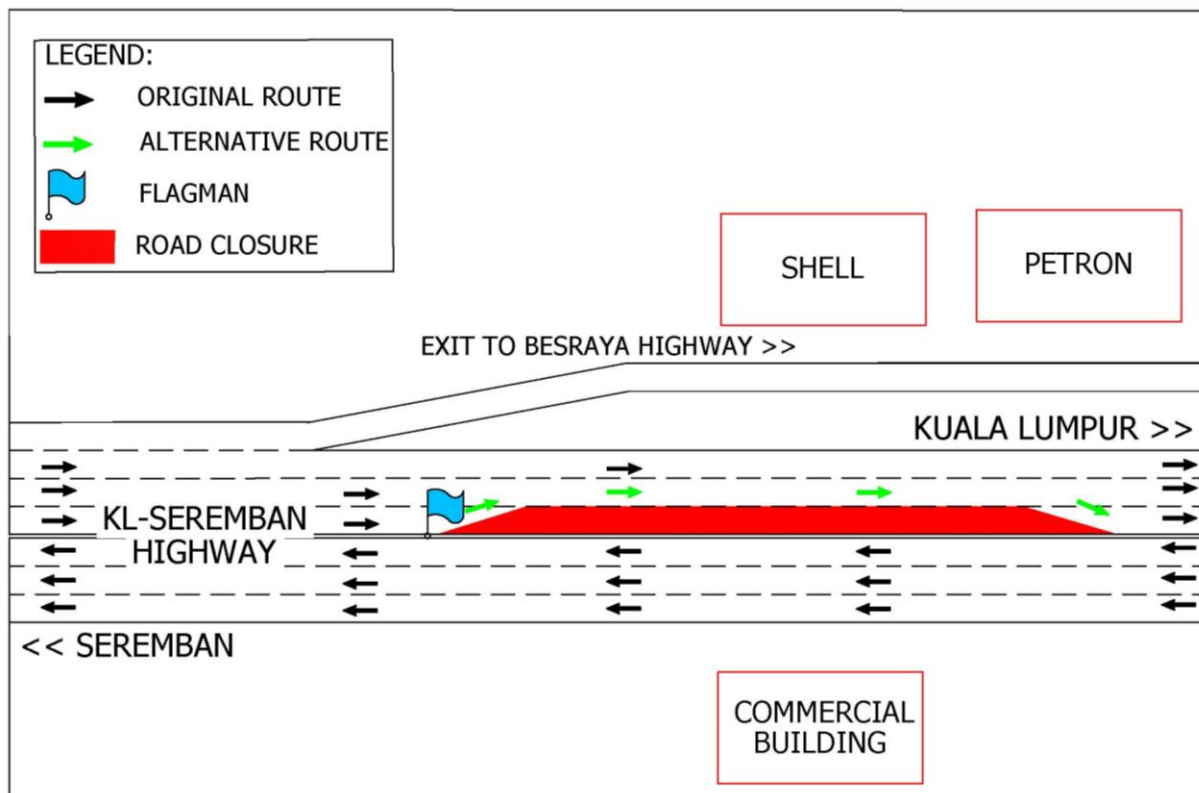 LEGEND:
ORIGINAL ROUTE
ALTERNATIVE ROUTE
FLAGMAN
ROAD CLOSURE
SHELL
PETRON
EXIT TO BESRAYA HIGHWAY >>
KUALA LUMPUR >>
KL-SEREMBAN
HIGHWAY
<< SEREMBAN
COMMERCIAL
BUILDING